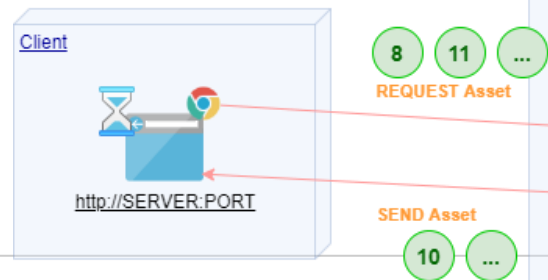 Client
8 11 ...
REQUEST Asset
http://SERVER:PORT
SEND Asset
10 ...